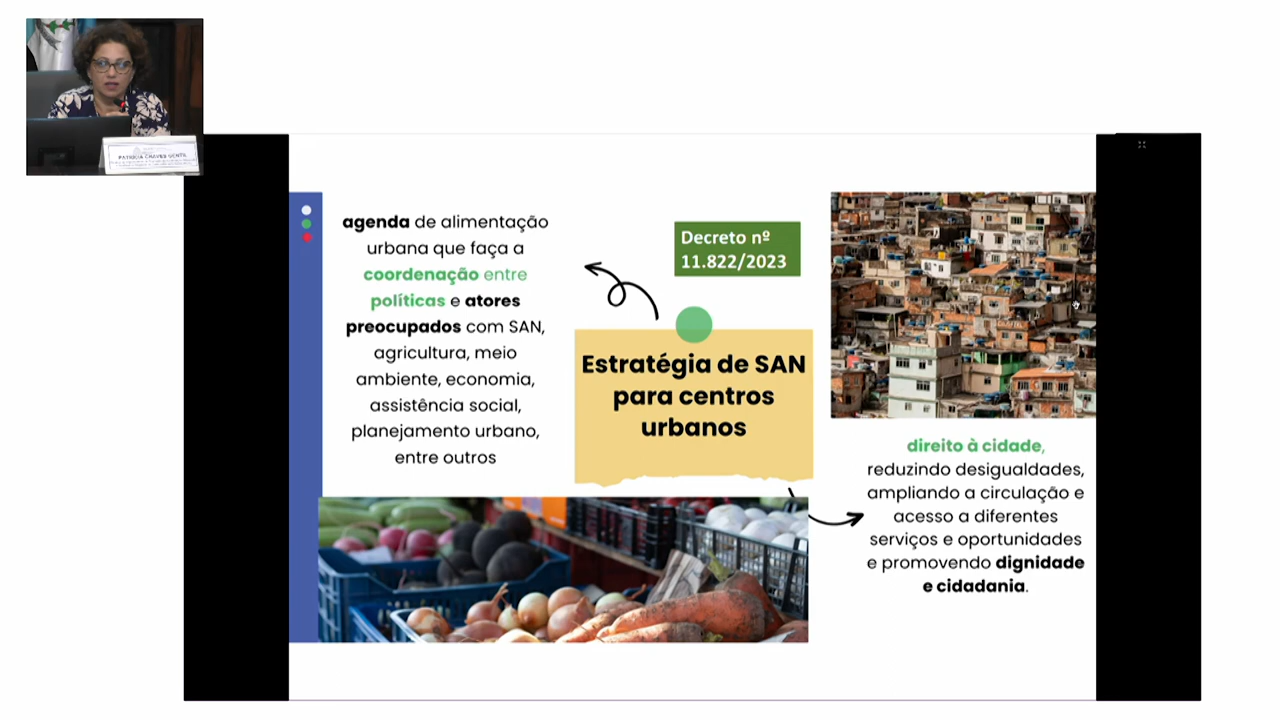 PATRICIA CHAVES GENTIL
agenda de alimentação
urbana que faça a
coordenação entre
políticas e atores
preocupados com SAN,
agricultura, meio
ambiente, economia,
assistência social,
planejamento urbano,
entre outros
Decreto nº
11.822/2023
Estratégia de SAN
para centros
urbanos
direito à cidade,
reduzindo desigualdades,
ampliando a circulação e
acesso a diferentes
serviços e oportunidades
e promovendo dignidade
e cidadania.